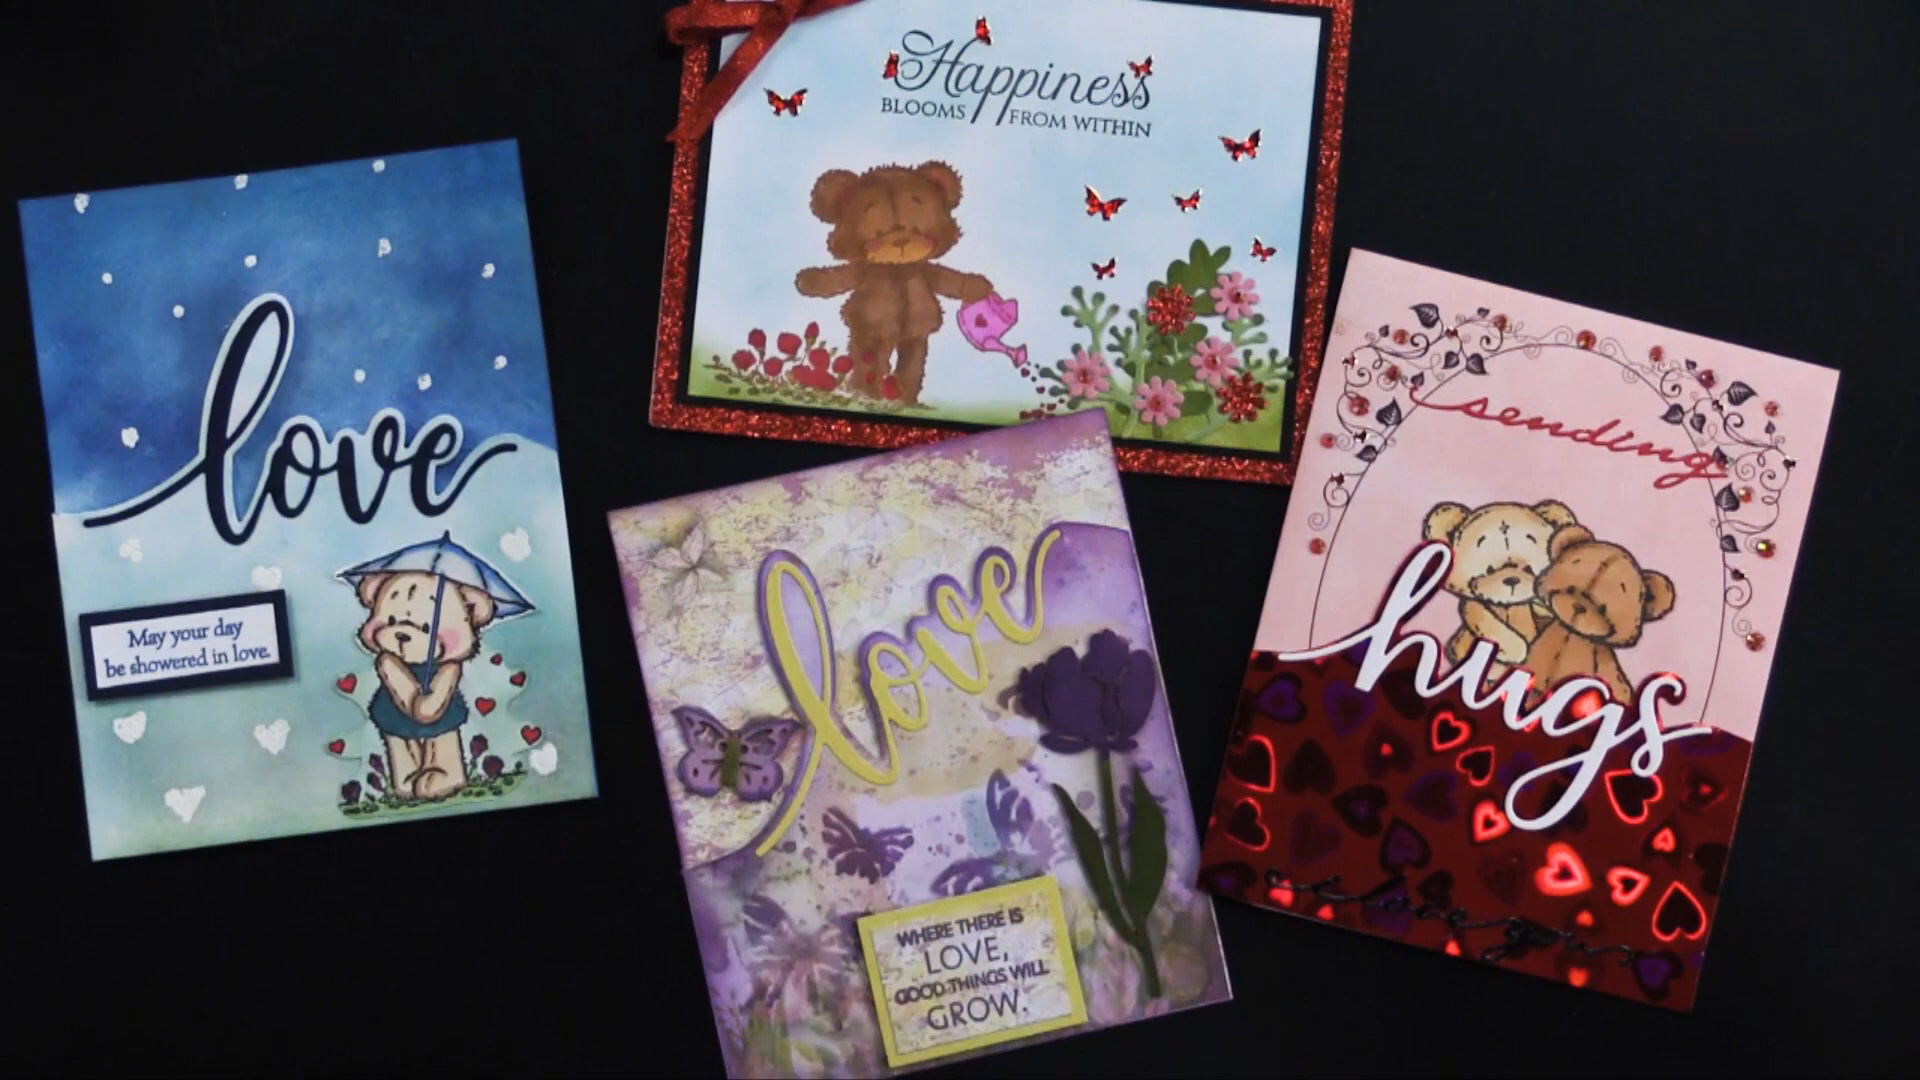 Happiness
BLOOMS FROM WITHIN
love
May your day
be showered in love.
love
WHERE THERE IS
LOVE,
GOOD THINGS WILL
GROW.
sending
hugs